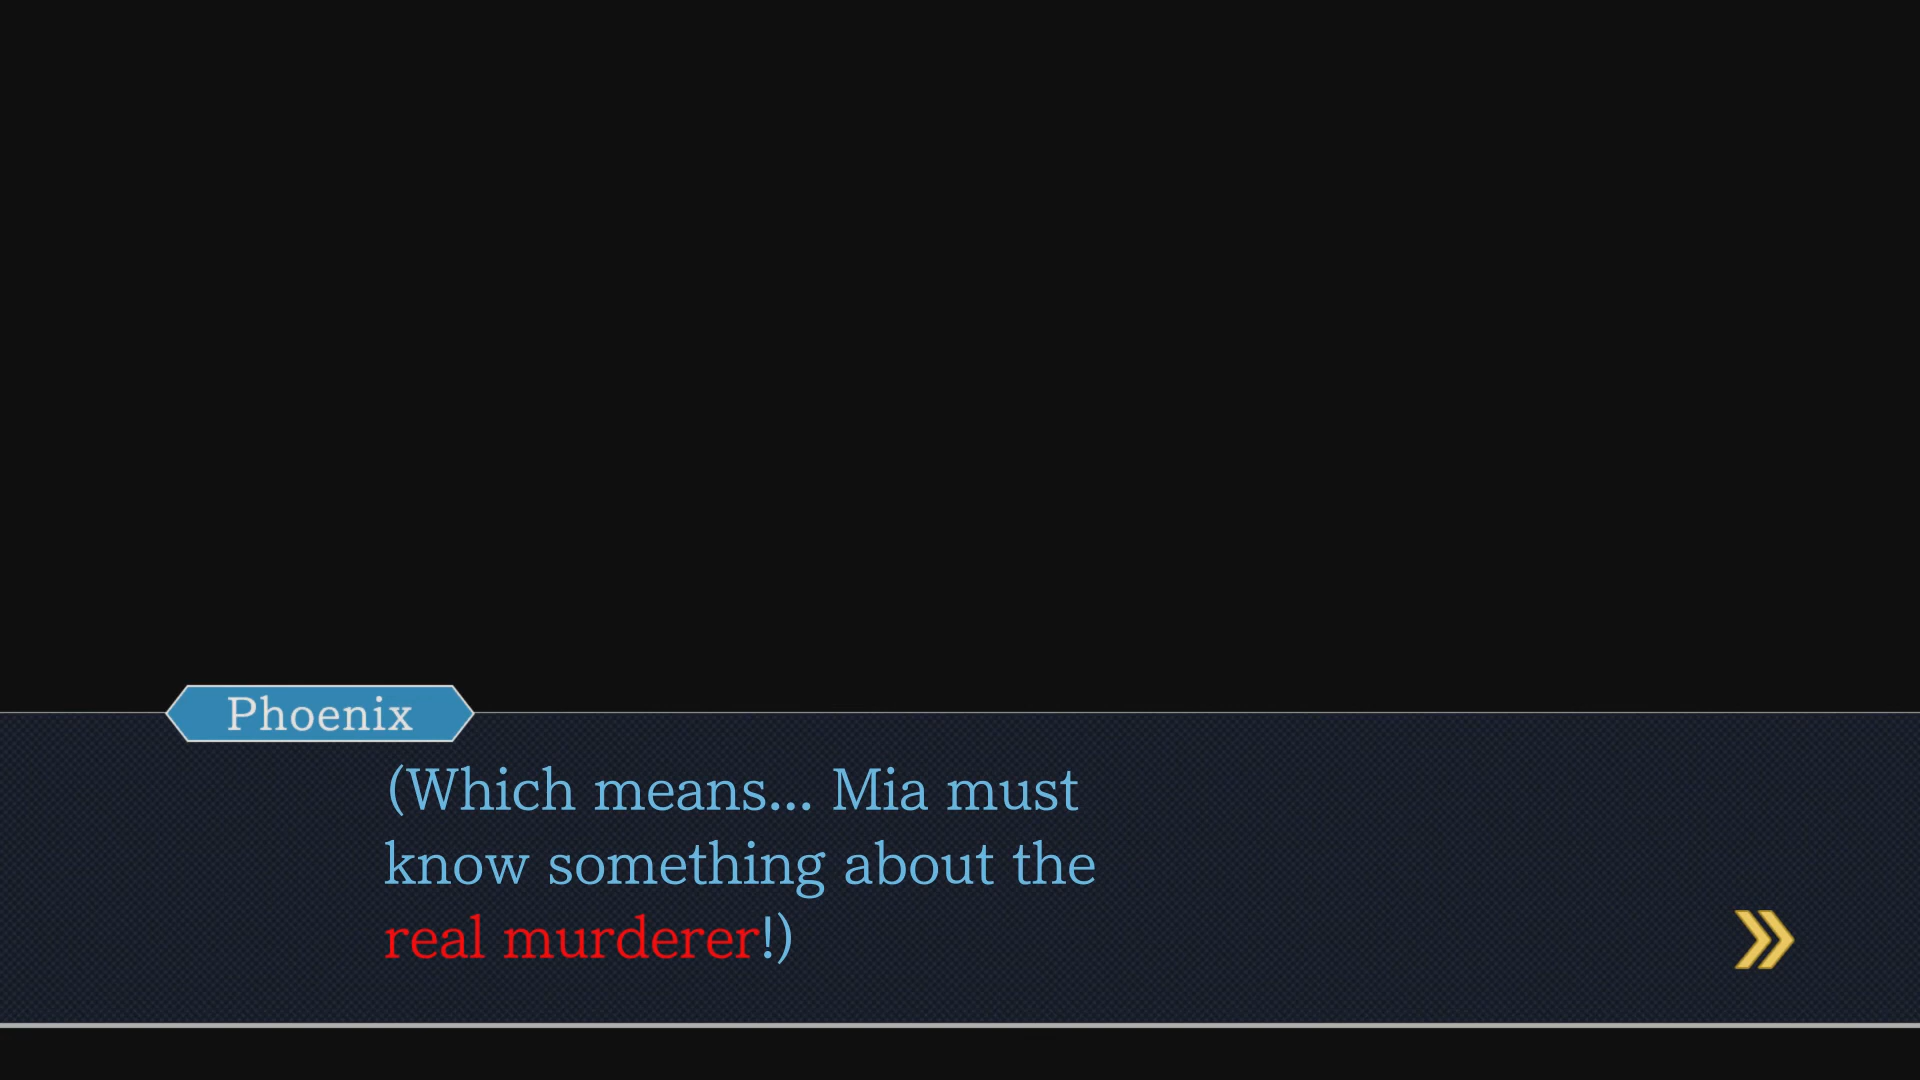 Phoenix
(Which means... Mia must
know something about the
real murderer!)